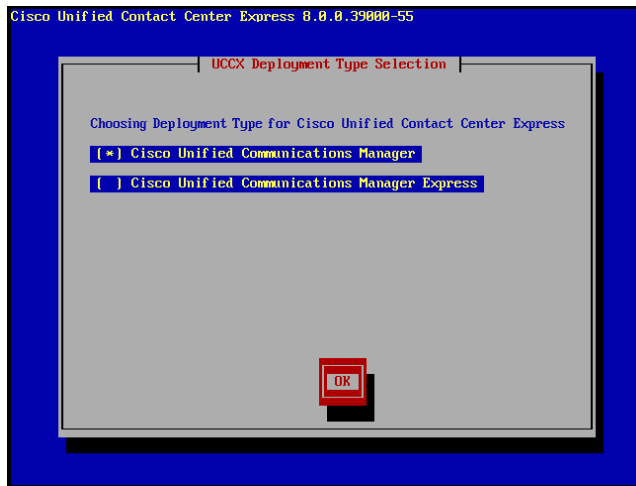 Cisco Unified Contact Center Express 8.0.0.39000-55
UCCX Deployment Type Selection
Choosing Deployment Type for Cisco Unified Contact Center Express
(*) Cisco Unified Communications Manager
( ) Cisco Unified Communications Manager Express
OK